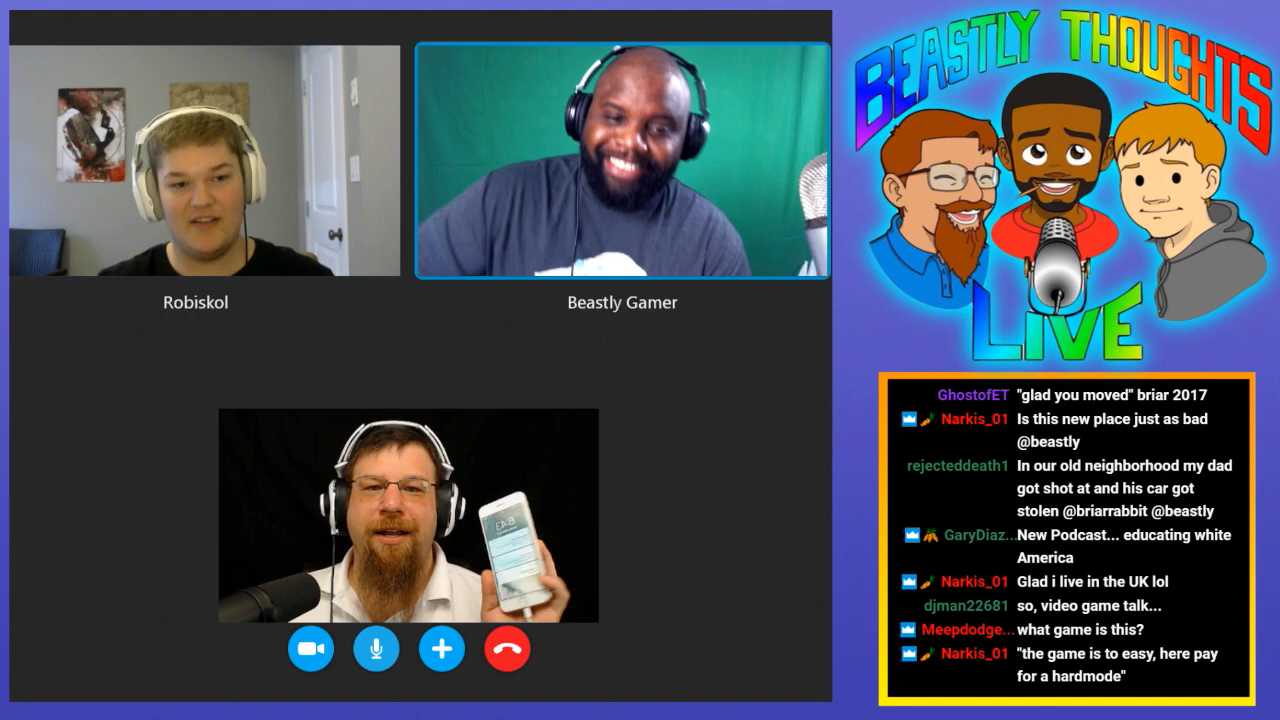 Robiskol
Beastly Gamer
BEASTLY THOUGHTS
LIVE
GhostofET "glad you moved" briar 2017
Narkis_01 Is this new place just as bad
@beastly
rejecteddeath1 In our old neighborhood my dad
got shot at and his car got
stolen @briarrabbit @beastly
GaryDiaz... New Podcast... educating white
America
Narkis_01 Glad i live in the UK lol
djman22681 so, video game talk...
Meepdodge... what game is this?
Narkis_01 "the game is to easy, here pay
for a hardmode"